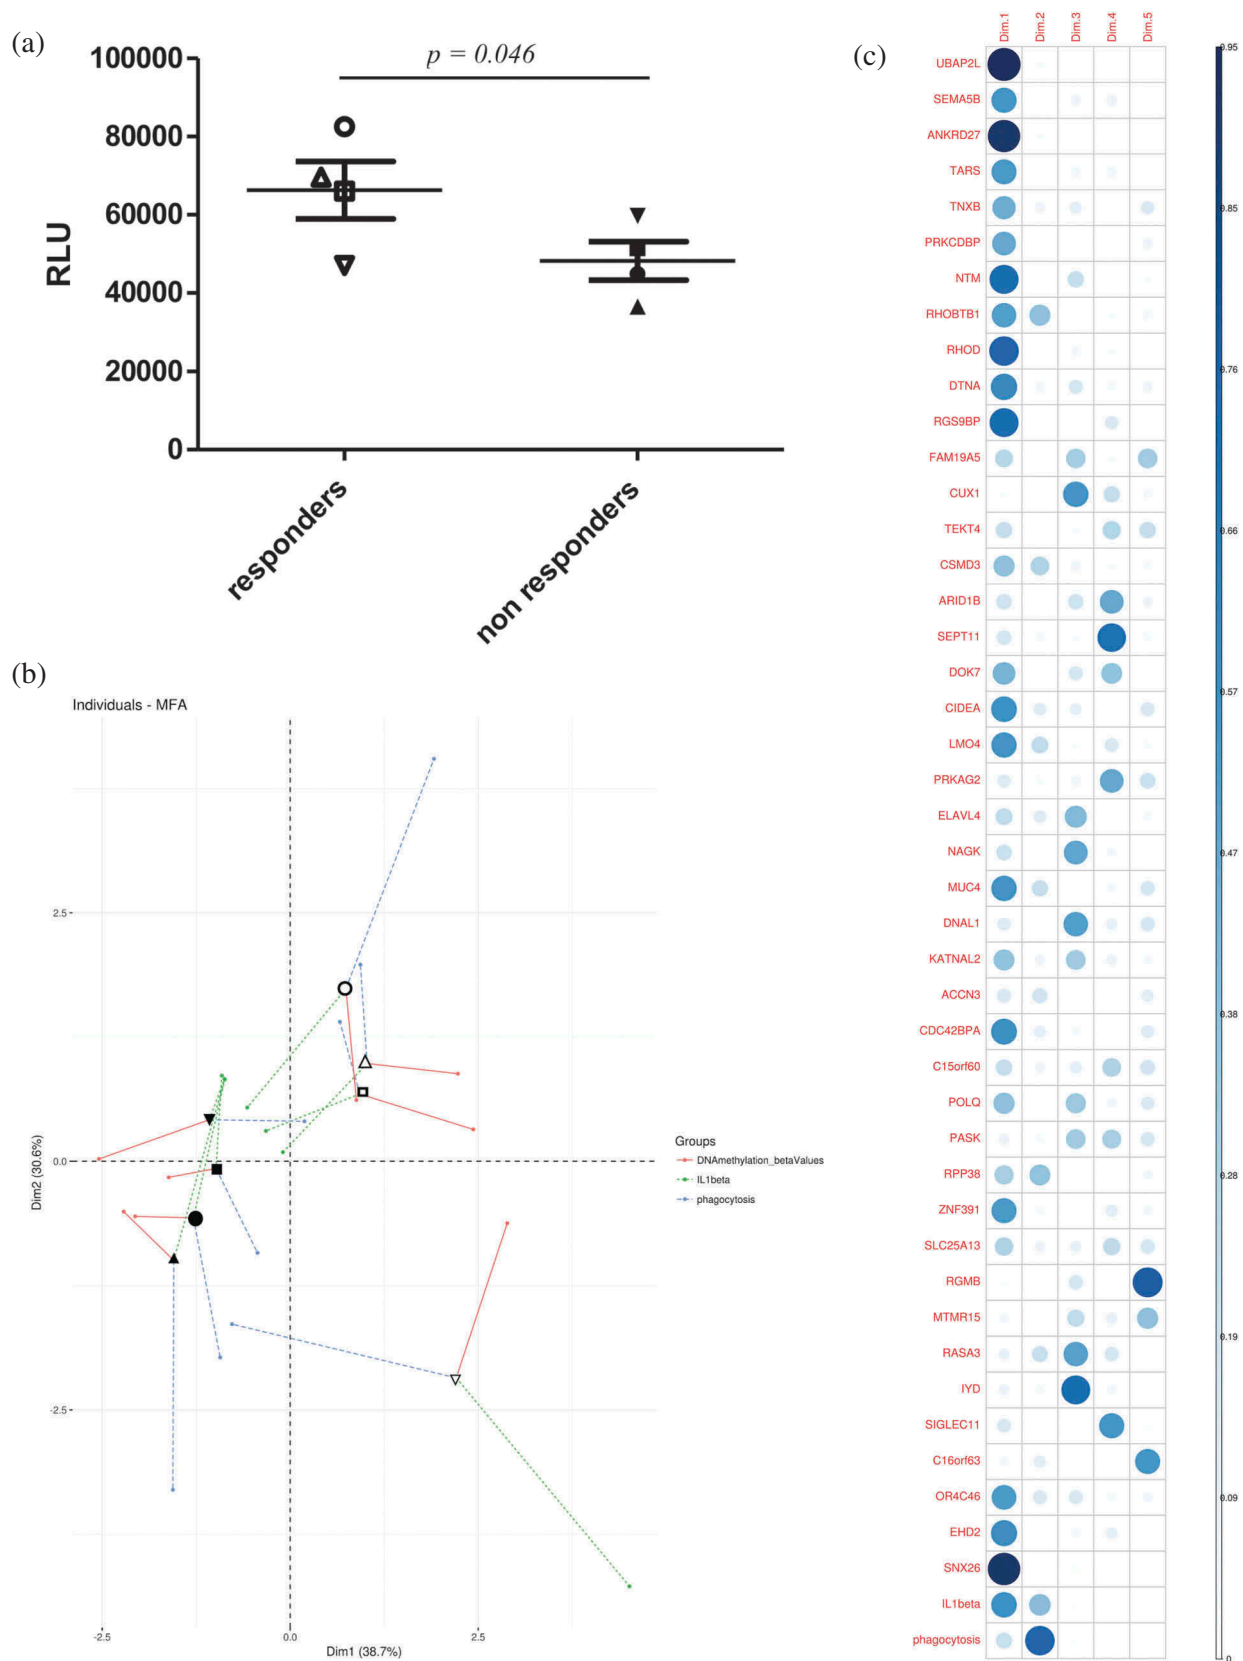 (a)
p = 0.046
100000
80000
60000
40000
20000
0
RLU
responders
non responders
(b)
Individuals - MFA
2.5
0.0
-2.5
Dim2 (30.6%)
-2.5
0.0
2.5
Dim1 (38.7%)
Groups
DNAmethylation_betaValues
IL1beta
phagocytosis
(c)
Dim.1
Dim.2
Dim.3
Dim.4
Dim.5
UBAP2L
SEMA5B
ANKRD27
TARS
TNXB
PRKCDBP
NTM
RHOBTB1
RHOD
DTNA
RGS9BP
FAM19A5
CUX1
TEKT4
CSMD3
ARID1B
SEPT11
DOK7
CIDEA
LMO4
PRKAG2
ELAVL4
NAGK
MUC4
DNAL1
KATNAL2
ACCN3
CDC42BPA
C15orf60
POLQ
PASK
RPP38
ZNF391
SLC25A13
RGMB
MTMR15
RASA3
IYD
SIGLEC11
C16orf63
OR4C46
EHD2
SNX26
IL1beta
phagocytosis
0.95
0.85
0.76
0.66
0.57
0.47
0.38
0.28
0.19
0.09
0